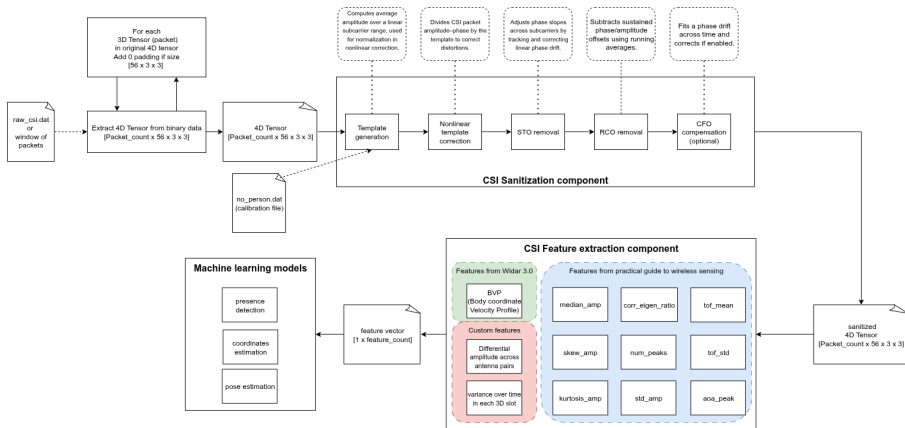 For each
3D Tensor (packet)
in original 4D tensor
Add 0 padding if size
[56 x 3 x 3]
Computes average
amplitude over a linear
subcarrier range, used
for normalization in
nonlinear correction.
Divides CSI packet
amplitude-phase by the
template to correct
distortions.
Adjusts phase slopes
across subcarriers by
tracking and correcting
linear phase drift.
Subtracts sustained
phase/amplitude
offsets using running
averages.
Fits a phase drift
across time and
corrects if enabled.
raw_csi.dat
or
window of
packets
Extract 4D Tensor from binary data
[Packet_count x 56 x 3 x 3]
4D Tensor
[Packet_count x 56 x 3 x 3]
Template
generation
Nonlinear
template
correction
STO removal
RCO removal
CFO
compensation
(optional)
CSI Sanitization component
no_person.dat
(calibration file)
Machine learning models
presence
detection
coordinates
estimation
pose estimation
feature vector
[1 x feature_count]
CSI Feature extraction component
Features from Widar 3.0
BVP
(Body coordinate
Velocity Profile)
Custom features
Differential
amplitude across
antenna pairs
variance over time
in each 3D slot
Features from practical guide to wireless sensing
median_amp
corr_eigen_ratio
tof_mean
skew_amp
num_peaks
tof_std
kurtosis_amp
std_amp
aoa_peak
sanitized
4D Tensor
[Packet_count x 56 x 3 x 3]